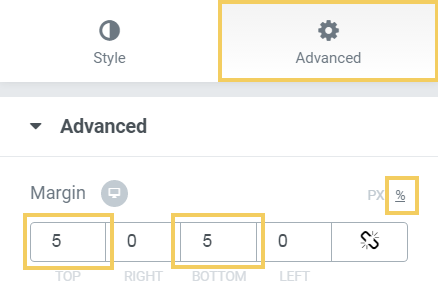 Style Advanced
Advanced
Margin PX %
5 0 5 0
TOP RIGHT BOTTOM LEFT